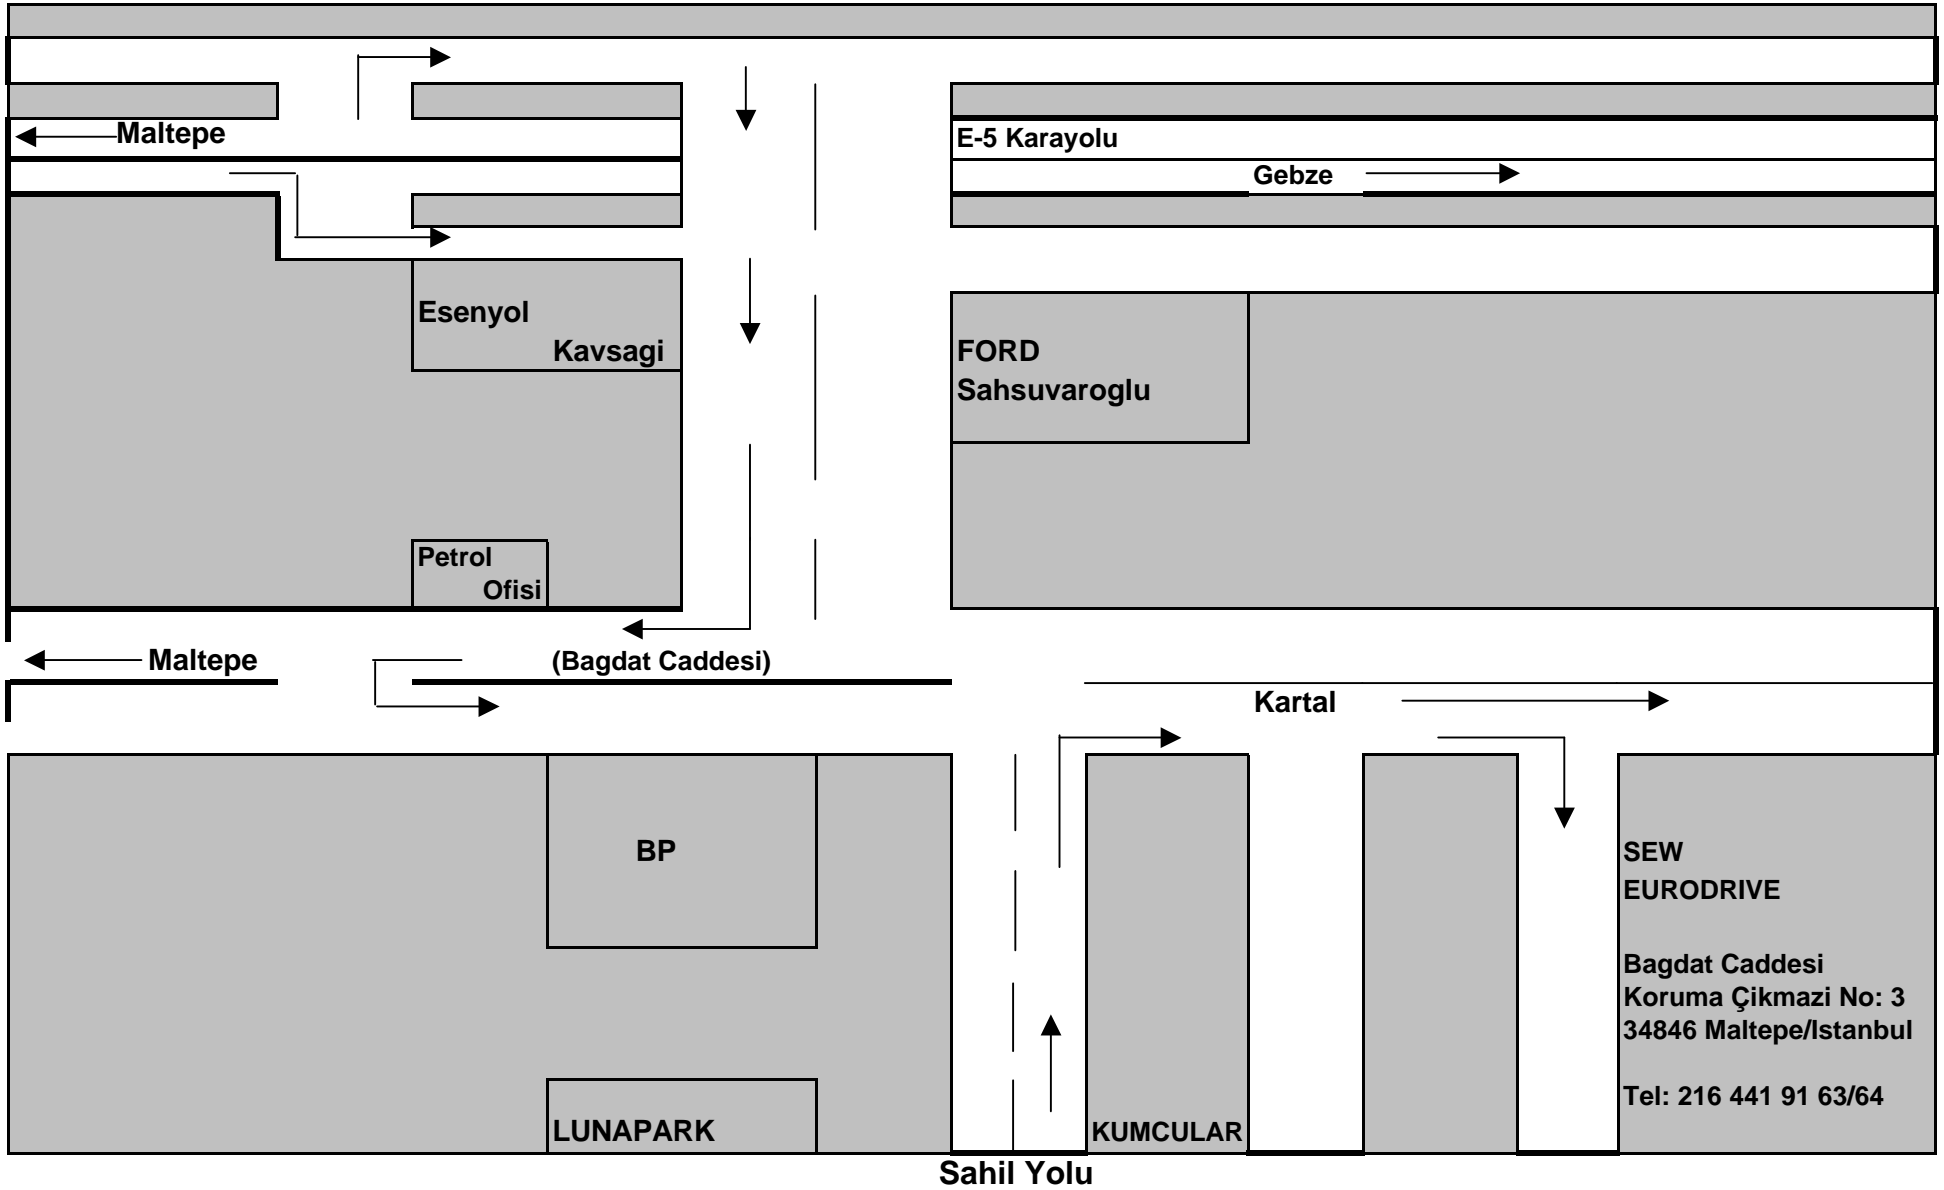 Maltepe
E-5 Karayolu
Gebze
Esenyol
Kavsagi
FORD
Sahsuvaroglu
Petrol
Ofisi
Maltepe
(Bagdat Caddesi)
Kartal
BP
LUNAPARK
KUMCULAR
SEW
EURODRIVE
Bagdat Caddesi
Koruma Çikmazi No: 3
34846 Maltepe/Istanbul
Tel: 216 441 91 63/64
Sahil Yolu